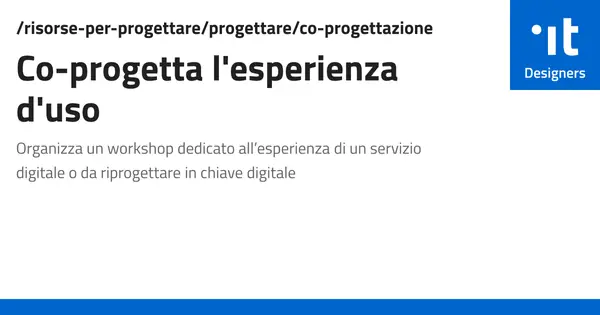 /risorse-per-progettare/progettare/co-progettazione
Co-progetta l'esperienza
d'uso
Organizza un workshop dedicato all’esperienza di un servizio
digitale o da riprogettare in chiave digitale
it
Designers